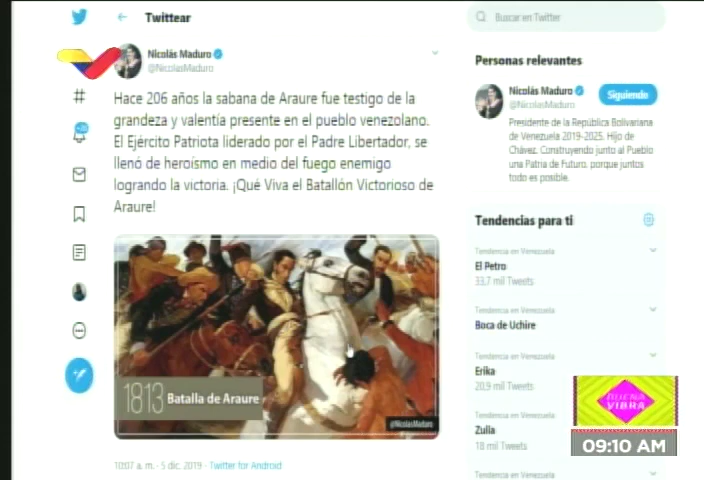 Twittear
Buscar en Twitter
Nicolás Maduro
@NicolasMaduro
Hace 206 años la sabana de Araure fue testigo de la
grandeza y valentía presente en el pueblo venezolano.
El Ejército Patriota liderado por el Padre Libertador, se
llenó de heroísmo en medio del fuego enemigo
logrando la victoria. ¡Qué Viva el Batallón Victorioso de
Araure!
1813 Batalla de Araure
@NicolasMaduro
10:07 a. m. · 5 dic. 2019 · Twitter for Android
Personas relevantes
Nicolás Maduro
@NicolasMaduro
Siguiendo
Presidente de la República Bolivariana
de Venezuela 2019-2025. Hijo de
Chávez. Construyendo junto al Pueblo
una Patria de Futuro, porque juntos
todo es posible.
Tendencias para ti
Tendencia en Venezuela
El Petro
33,7 mil Tweets
Tendencia en Venezuela
Boca de Uchire
Tendencia en Venezuela
Erika
20,9 mil Tweets
Tendencia en Venezuela
Zulia
18 mil Tweets
Tendencia en Venezuela
BUENA
VIBRA
09:10 AM